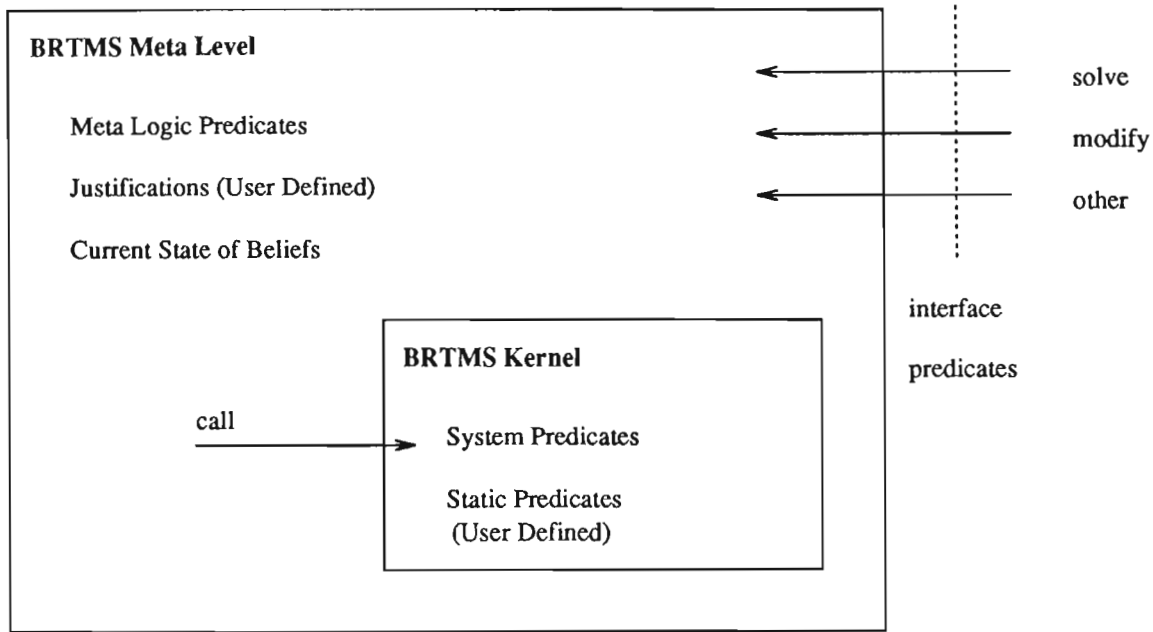 BRTMS Meta Level
solve
Meta Logic Predicates
modify
Justifications (User Defined)
other
Current State of Beliefs
interface
predicates
BRTMS Kernel
call
System Predicates
Static Predicates
(User Defined)